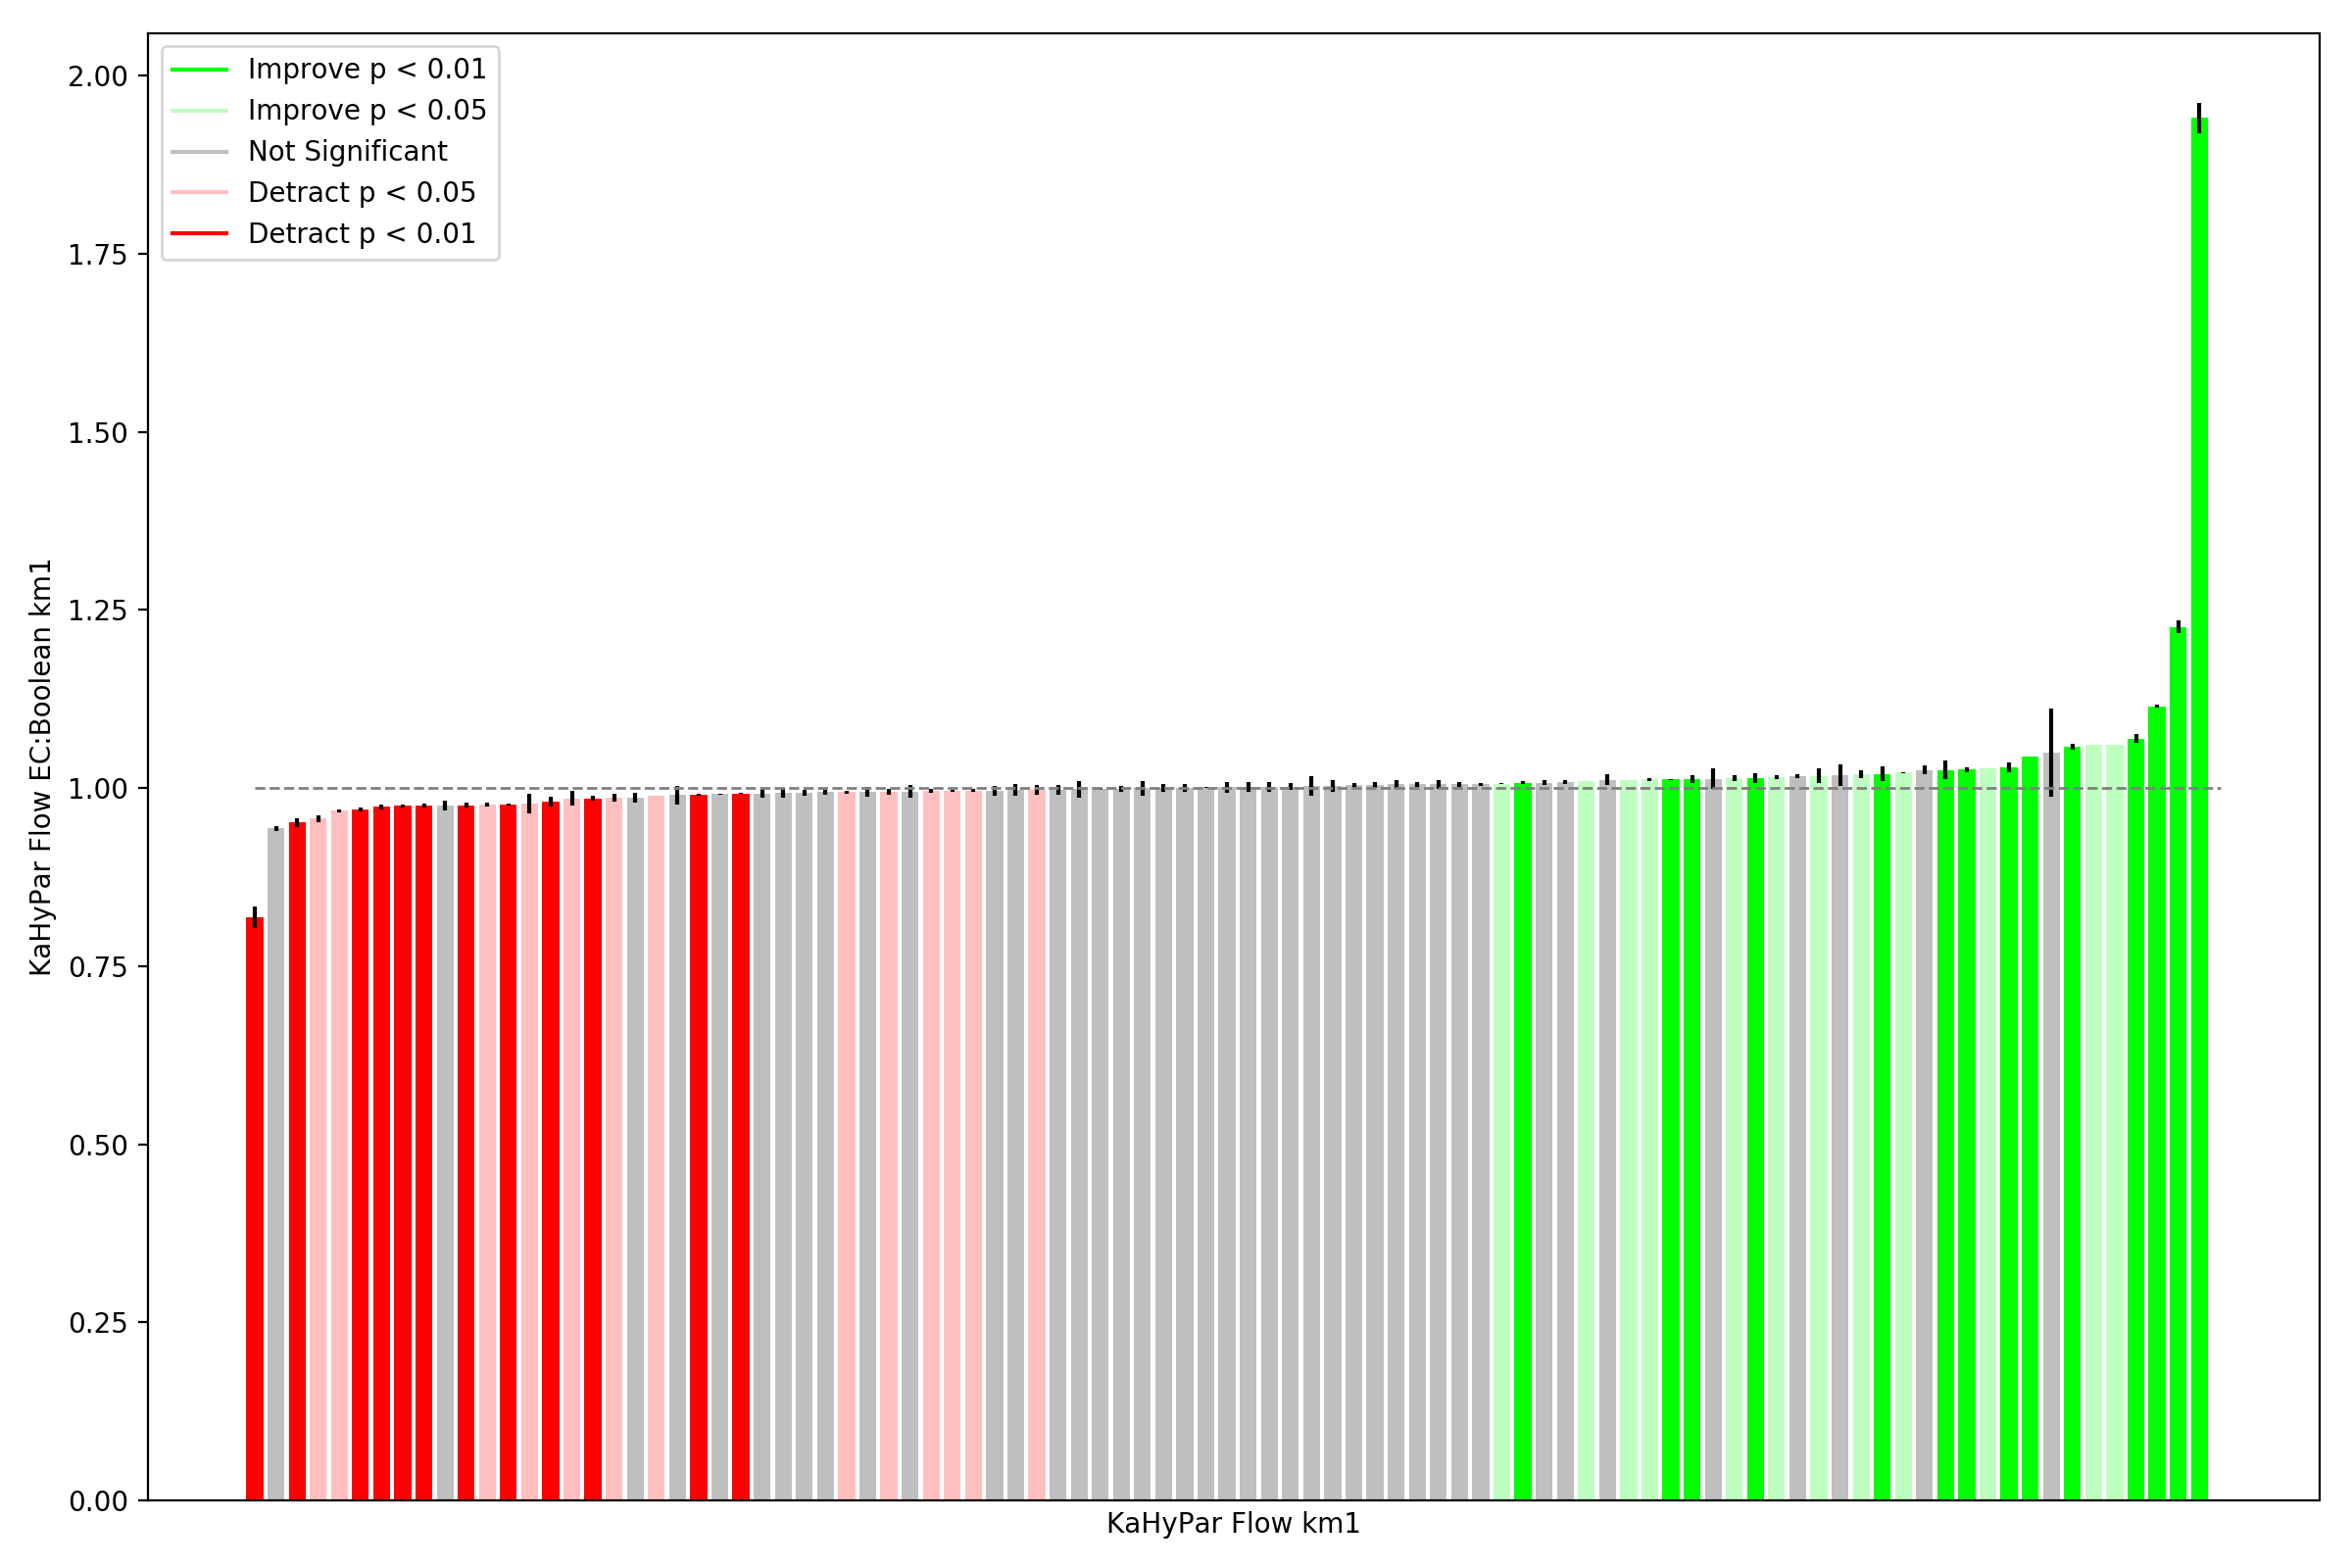 Improve p < 0.01
Improve p < 0.05
Not Significant
Detract p < 0.05
Detract p < 0.01
2.00
1.75
1.50
1.25
1.00
0.75
0.50
0.25
0.00
KaHyPar Flow EC:Boolean km1
KaHyPar Flow km1